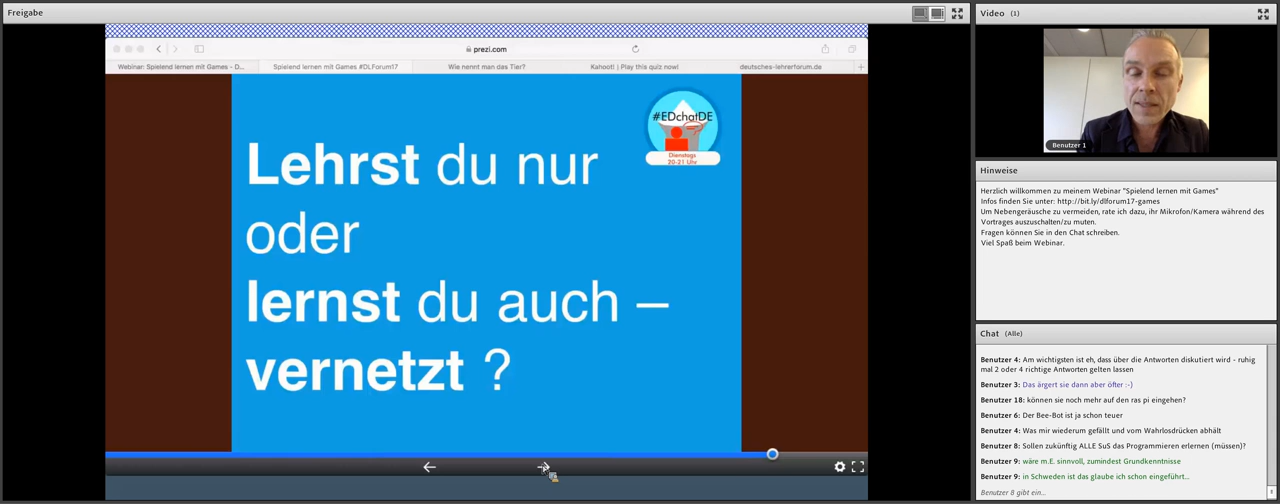 Freigabe
prezi.com
Webinar: Spielend lernen mit Games - D...
Spielend lernen mit Games #DLForum17
Wie nennt man das Tier?
Kahoot! | Play this quiz now!
deutsches-lehrerforum.de
#EDchatDE
Dienstags
20-21 Uhr
Lehrst du nur
oder
lernst du auch –
vernetzt ?
Video (1)
Benutzer 1
Hinweise
Herzlich willkommen zu meinem Webinar "Spielend lernen mit Games"
Infos finden Sie unter: http://bit.ly/dlforum17-games
Um Nebengeräusche zu vermeiden, rate ich dazu, ihr Mikrofon/Kamera während des
Vortrages auszuschalten/zu muten.
Fragen können Sie in den Chat schreiben.
Viel Spaß beim Webinar.
Chat (Alle)
Benutzer 4: Am wichtigsten ist eh, dass über die Antworten diskutiert wird - ruhig
mal 2 oder 4 richtige Antworten gelten lassen
Benutzer 3: Das ärgert sie dann aber öfter :-)
Benutzer 18: können sie noch mehr auf den ras pi eingehen?
Benutzer 6: Der Bee-Bot ist ja schon teuer
Benutzer 4: Was mir wiederum gefällt und vom Wahrlosdrücken abhält
Benutzer 8: Sollen zukünftig ALLE SuS das Programmieren erlernen (müssen)?
Benutzer 9: wäre m.E. sinnvoll, zumindest Grundkenntnisse
Benutzer 9: in Schweden ist das glaube ich schon eingeführt...
Benutzer 8 gibt ein...